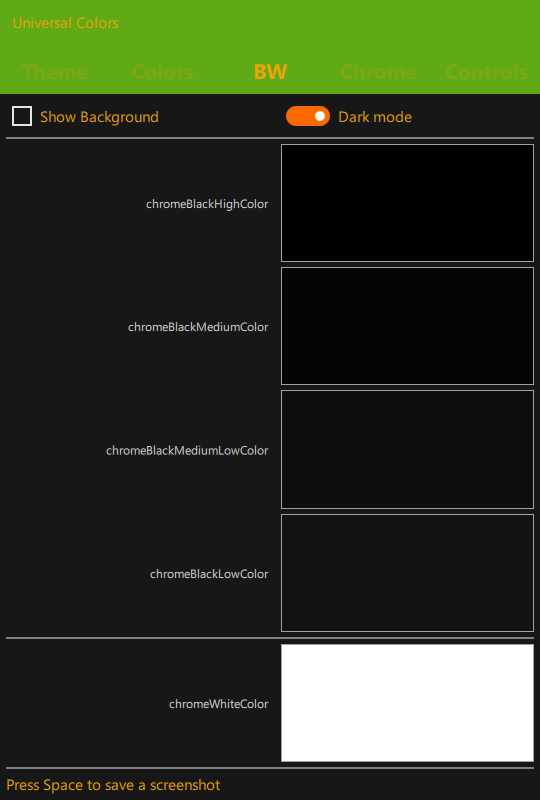 Universal Colors
Theme Colors BW Chrome Controls
Show Background Dark mode
chromeBlackHighColor
chromeBlackMediumColor
chromeBlackMediumLowColor
chromeBlackLowColor
chromeWhiteColor
Press Space to save a screenshot